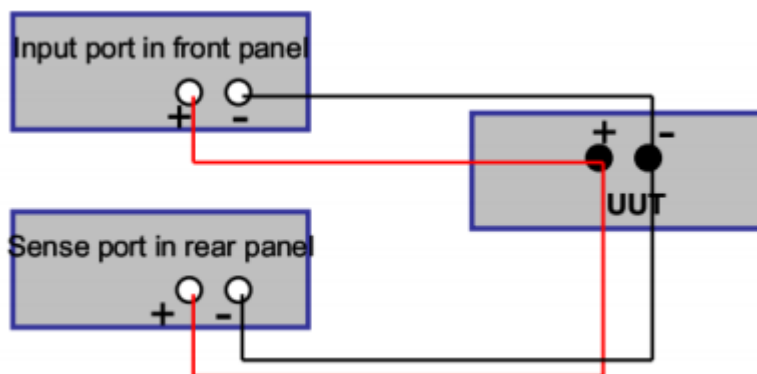 Input port in front panel
+ -
+ -
UUT
Sense port in rear panel
+ -